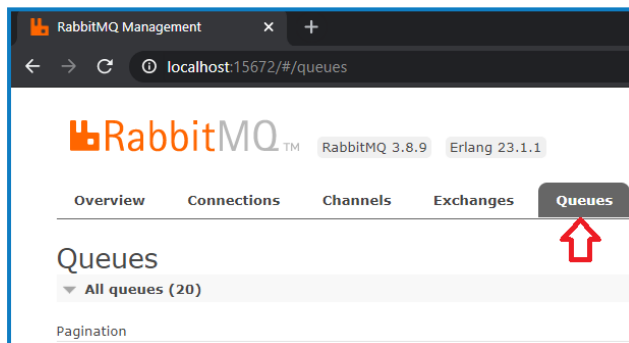 RabbitMQ Manage
localhost:15672/#/queues
RabbitMQ TM RabbitMQ 3.8.9 Erlang 23.1.1
Overview Connections Channels Exchanges Queues
Queues
All queues (20)
Pagination